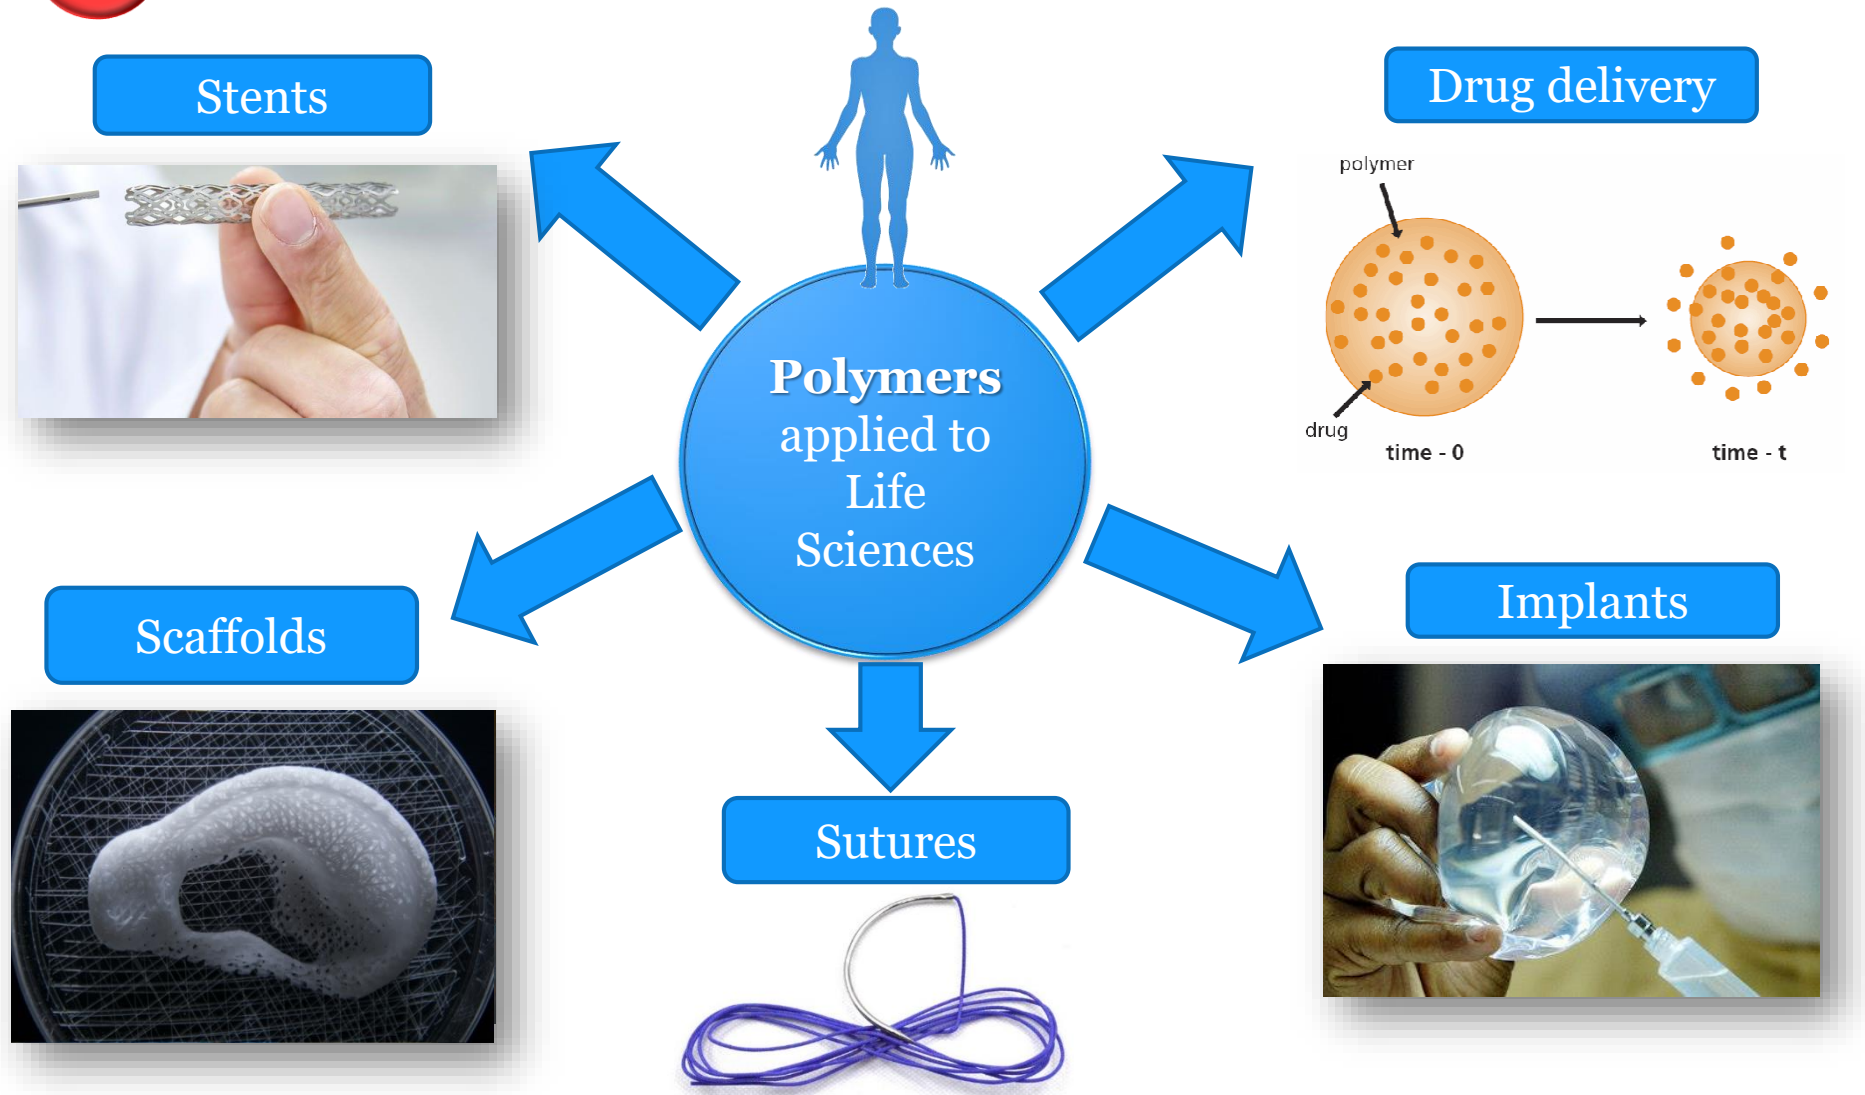 Stents
Drug delivery
polymer
drug
time - 0
time - t
Polymers
applied to
Life
Sciences
Scaffolds
Implants
Sutures